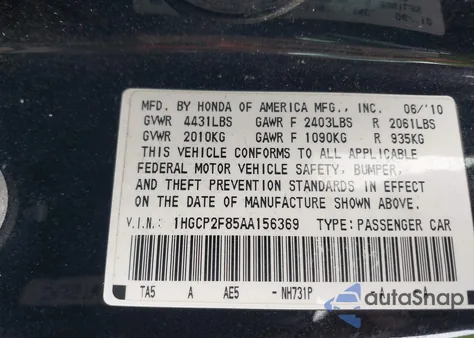 MFD. BY HONDA OF AMERICA MFG., INC. 06/'10
GVWR 4431LBS GAWR F 2403LBS R 2061LBS
GVWR 2010KG GAWR F 1090KG R 935KG
THIS VEHICLE CONFORMS TO ALL APPLICABLE
FEDERAL MOTOR VEHICLE SAFETY, BUMPER,
AND THEFT PREVENTION STANDARDS IN EFFECT
ON THE DATE OF MANUFACTURE SHOWN ABOVE.
V.I.N.: 1HGCP2F85AA156369 TYPE: PASSENGER CAR
TA5 A AE5 -NH731P
autoAshap